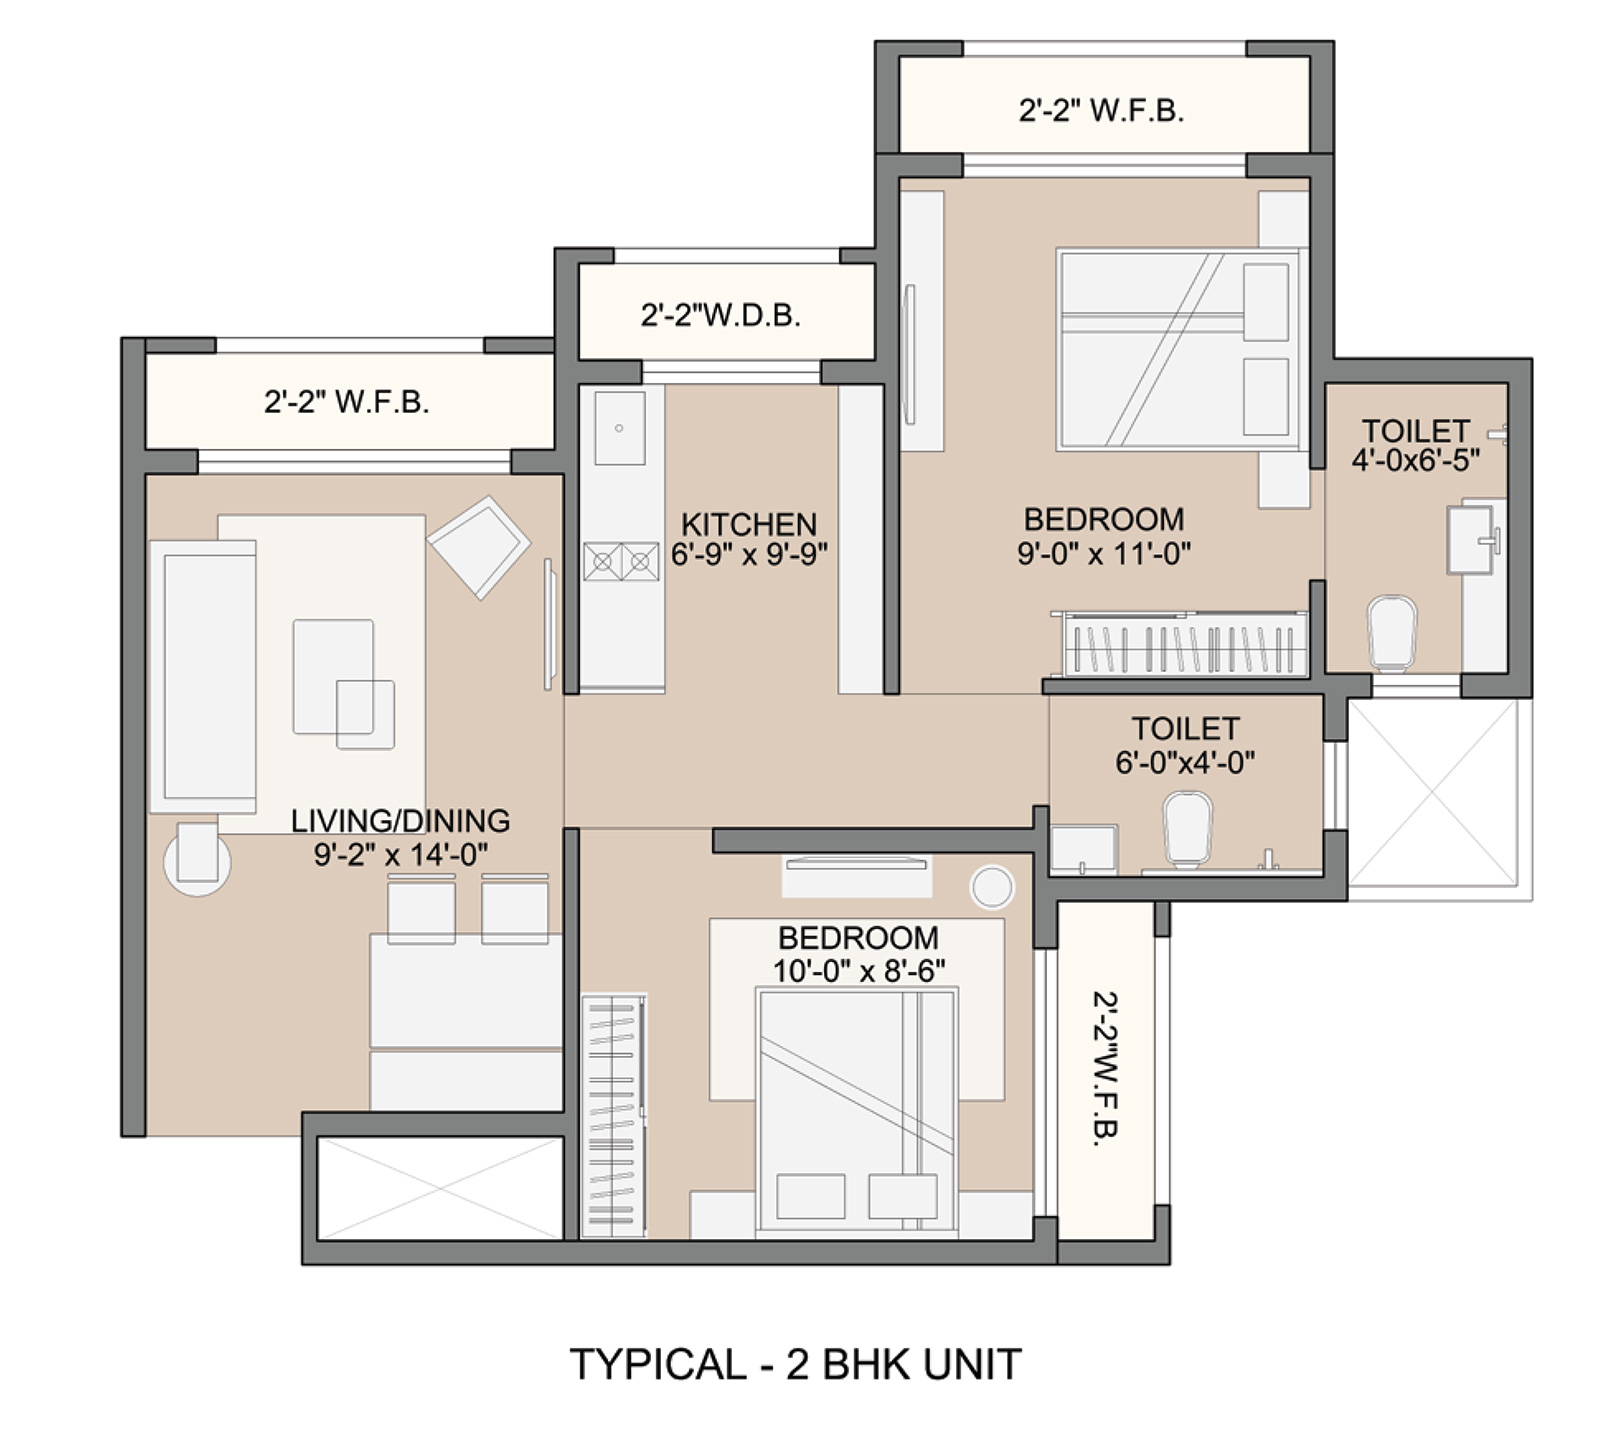 2'-2" W.F.B.
2'-2"W.D.B.
2'-2" W.F.B.
TOILET
4'-0x6'-5"
KITCHEN
6'-9" x 9'-9"
BEDROOM
9'-0" x 11'-0"
TOILET
6'-0"x4'-0"
LIVING/DINING
9'-2" x 14'-0"
BEDROOM
10'-0" x 8'-6"
2'-2"W.F.B.
TYPICAL - 2 BHK UNIT